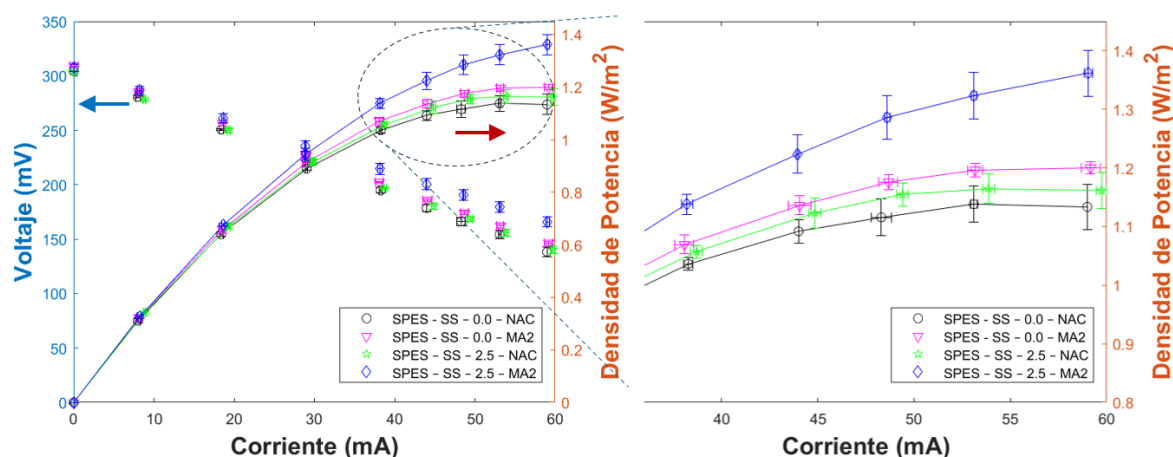 350
300
250
200
150
100
50
0
Voltaje (mV)
0
10
20
30
40
50
60
Corriente (mA)
1.4
1.2
1
0.8
0.6
0.4
0.2
0
Densidad de Potencia (W/m²)
SPES - SS - 0.0 - NAC
SPES - SS - 0.0 - MA2
SPES - SS - 2.5 - NAC
SPES - SS - 2.5 - MA2
40
45
50
55
60
Corriente (mA)
1.4
1.3
1.2
1.1
1
0.9
0.8
Densidad de Potencia (W/m²)
SPES - SS - 0.0 - NAC
SPES - SS - 0.0 - MA2
SPES - SS - 2.5 - NAC
SPES - SS - 2.5 - MA2